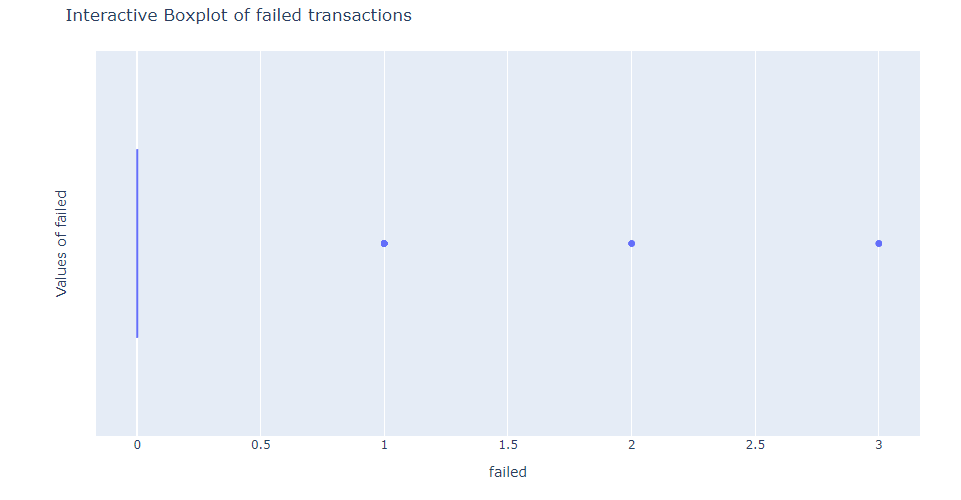 Interactive Boxplot of failed transactions
Values of failed
0 0.5 1 1.5 2 2.5 3
failed